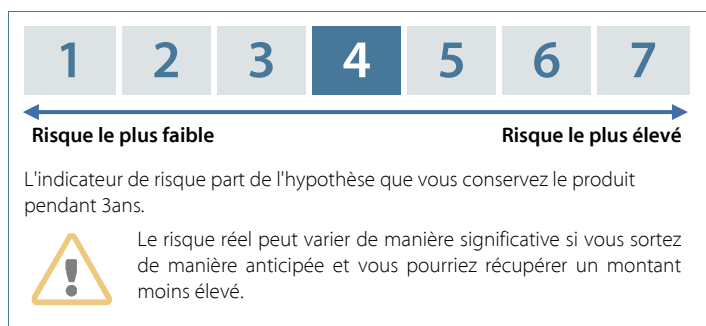 1 2 3 4 5 6 7
Risque le plus faible Risque le plus élevé
L'indicateur de risque part de l'hypothèse que vous conservez le produit
pendant 3ans.
Le risque réel peut varier de manière significative si vous sortez
de manière anticipée et vous pourriez récupérer un montant
moins élevé.